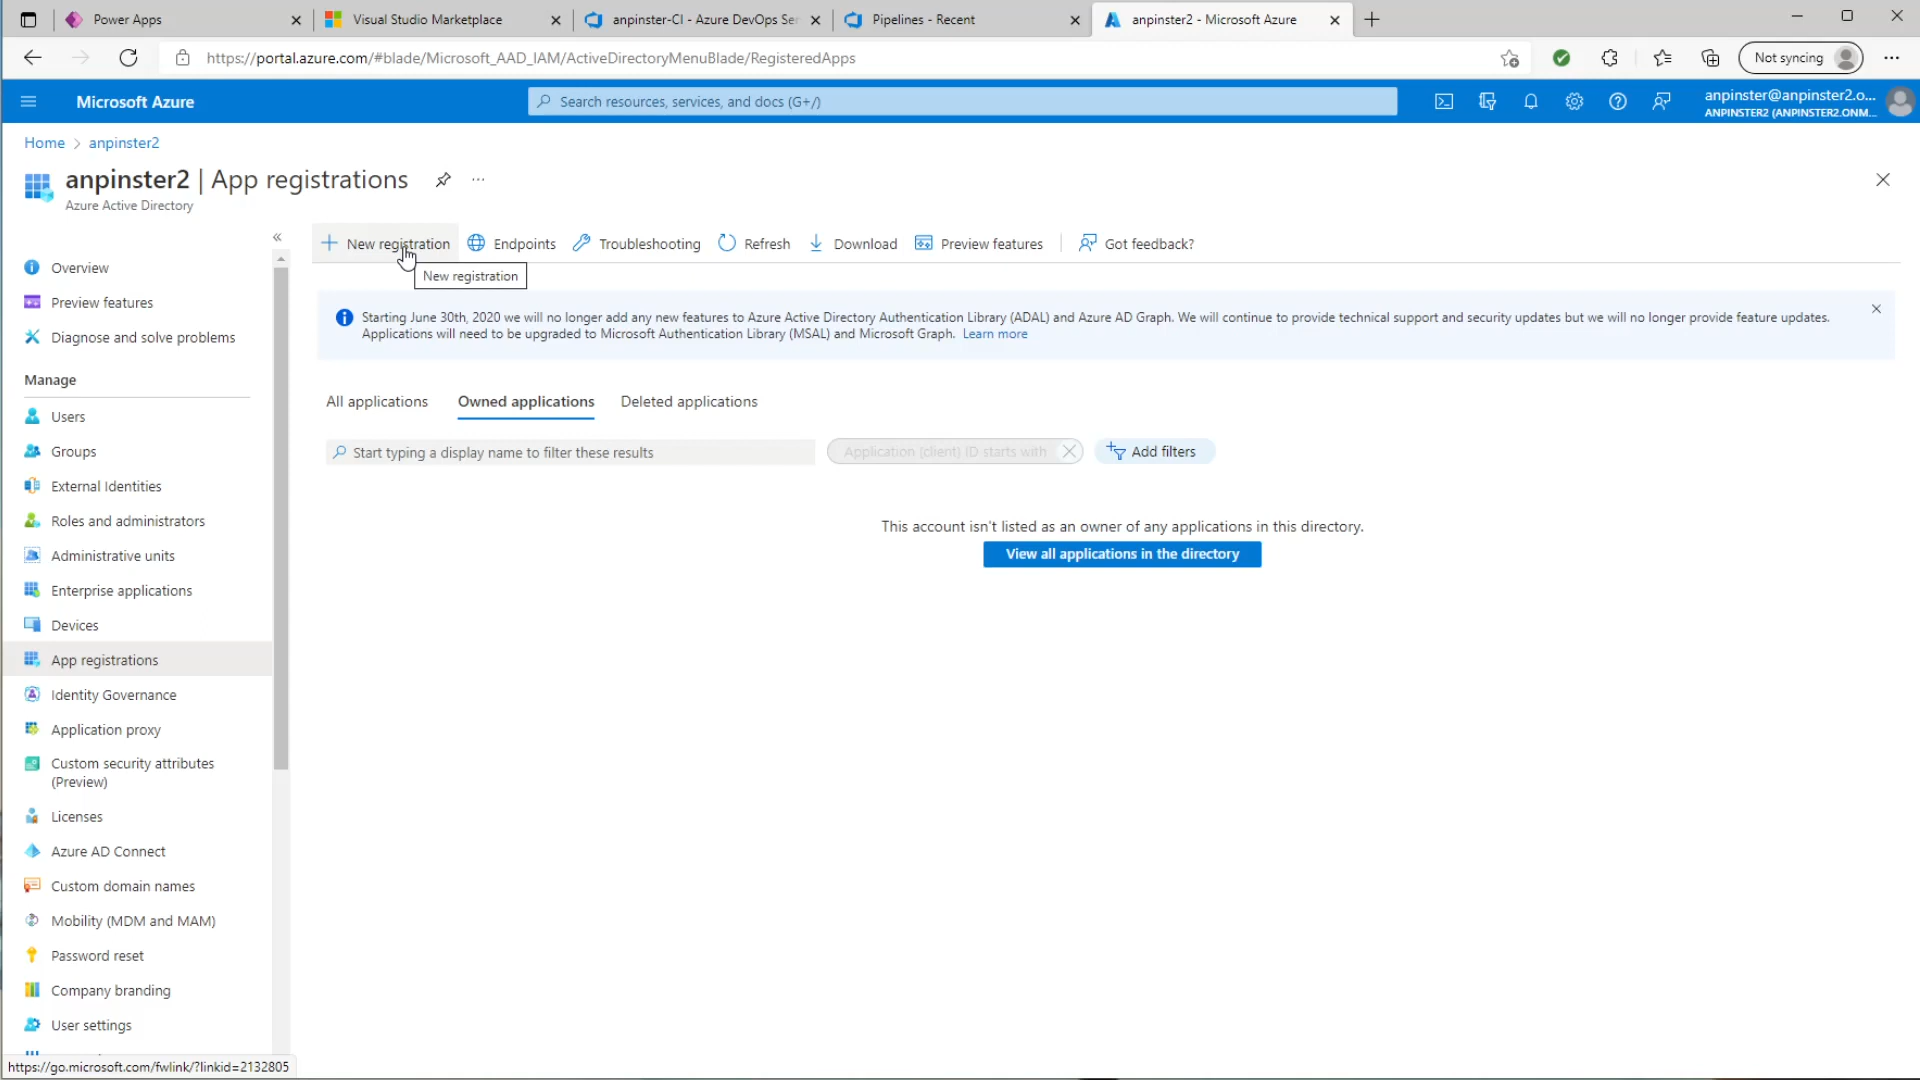 Power Apps
Visual Studio Marketplace
anpinster-CI - Azure DevOps Se
Pipelines - Recent
anpinster2 - Microsoft Azure
https://portal.azure.com/#blade/Microsoft_AAD_IAM/ActiveDirectoryMenuBlade/RegisteredApps
Not syncing
Microsoft Azure
Search resources, services, and docs (G+/)
anpinster@anpinster2.o...
ANPINSTER2 (ANPINSTER2.ONM...
Home > anpinster2
anpinster2 | App registrations
Azure Active Directory
New registration
Endpoints
Troubleshooting
Refresh
Download
Preview features
Got feedback?
New registration
Overview
Preview features
Diagnose and solve problems
Manage
Users
Groups
External Identities
Roles and administrators
Administrative units
Enterprise applications
Devices
App registrations
Identity Governance
Application proxy
Custom security attributes
(Preview)
Licenses
Azure AD Connect
Custom domain names
Mobility (MDM and MAM)
Password reset
Company branding
User settings
Starting June 30th, 2020 we will no longer add any new features to Azure Active Directory Authentication Library (ADAL) and Azure AD Graph. We will continue to provide technical support and security updates but we will no longer provide feature updates.
Applications will need to be upgraded to Microsoft Authentication Library (MSAL) and Microsoft Graph. Learn more
All applications
Owned applications
Deleted applications
Start typing a display name to filter these results
Application (client) ID starts with
Add filters
This account isn't listed as an owner of any applications in this directory.
View all applications in the directory
https://go.microsoft.com/fwlink/?linkid=2132805